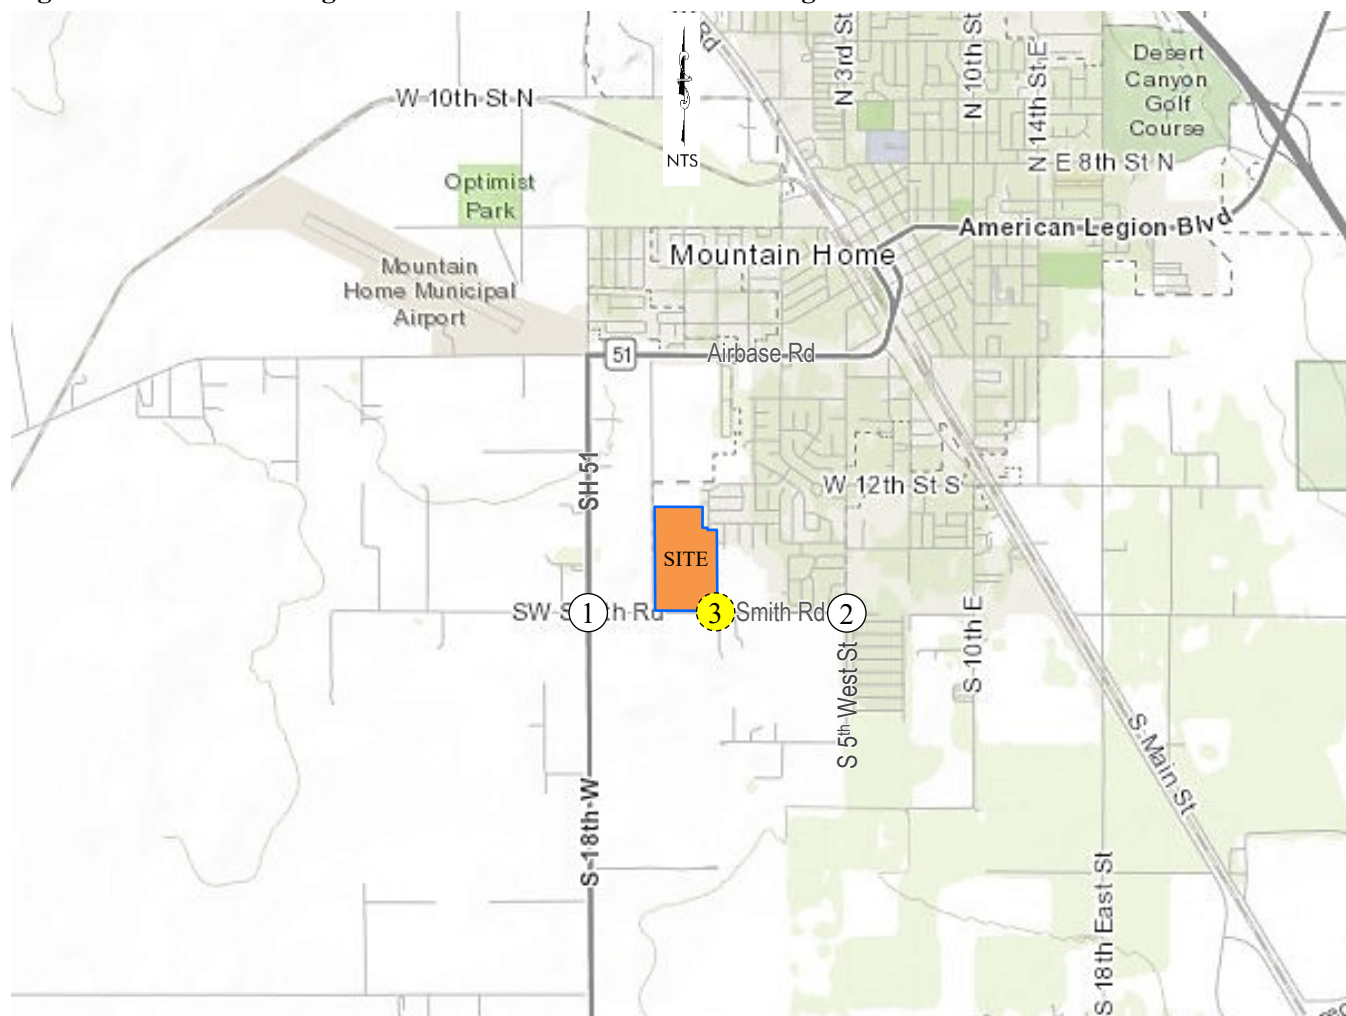 Rd
N 3rd St
N 10th St
N 14th St E
Desert
Canyon
Golf
Course
W 10th St N
NTS
E 8th St N
Optimist
Park
American Legion Blvd
Mountain Home
Mountain
Home Municipal
Airport
51
Airbase Rd
SH 51
W 12th St S
SITE
SW S th Rd
1
3
Smith Rd
2
S 5th West St
S 10th E
S Main St
S 18th W
S 18th East St